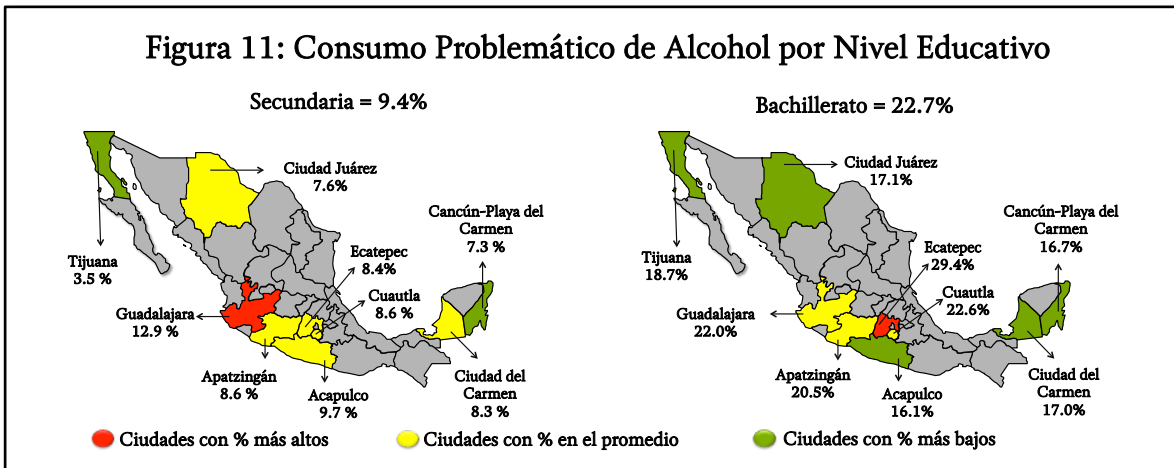 Figura 11: Consumo Problemático de Alcohol por Nivel Educativo
Secundaria = 9.4%
Ciudad Juárez
7.6%
Cancún-Playa del
Carmen
7.3 %
Ecatepec
8.4%
Tijuana
3.5 %
Cuautla
8.6 %
Guadalajara
12.9 %
Apatzingán
8.6 %
Acapulco
9.7 %
Ciudad del
Carmen
8.3 %
Bachillerato = 22.7%
Ciudad Juárez
17.1%
Cancún-Playa del
Carmen
16.7%
Ecatepec
29.4%
Tijuana
18.7%
Cuautla
22.6%
Guadalajara
22.0%
Apatzingán
20.5%
Acapulco
16.1%
Ciudad del
Carmen
17.0%
Ciudades con % más altos
Ciudades con % en el promedio
Ciudades con % más bajos